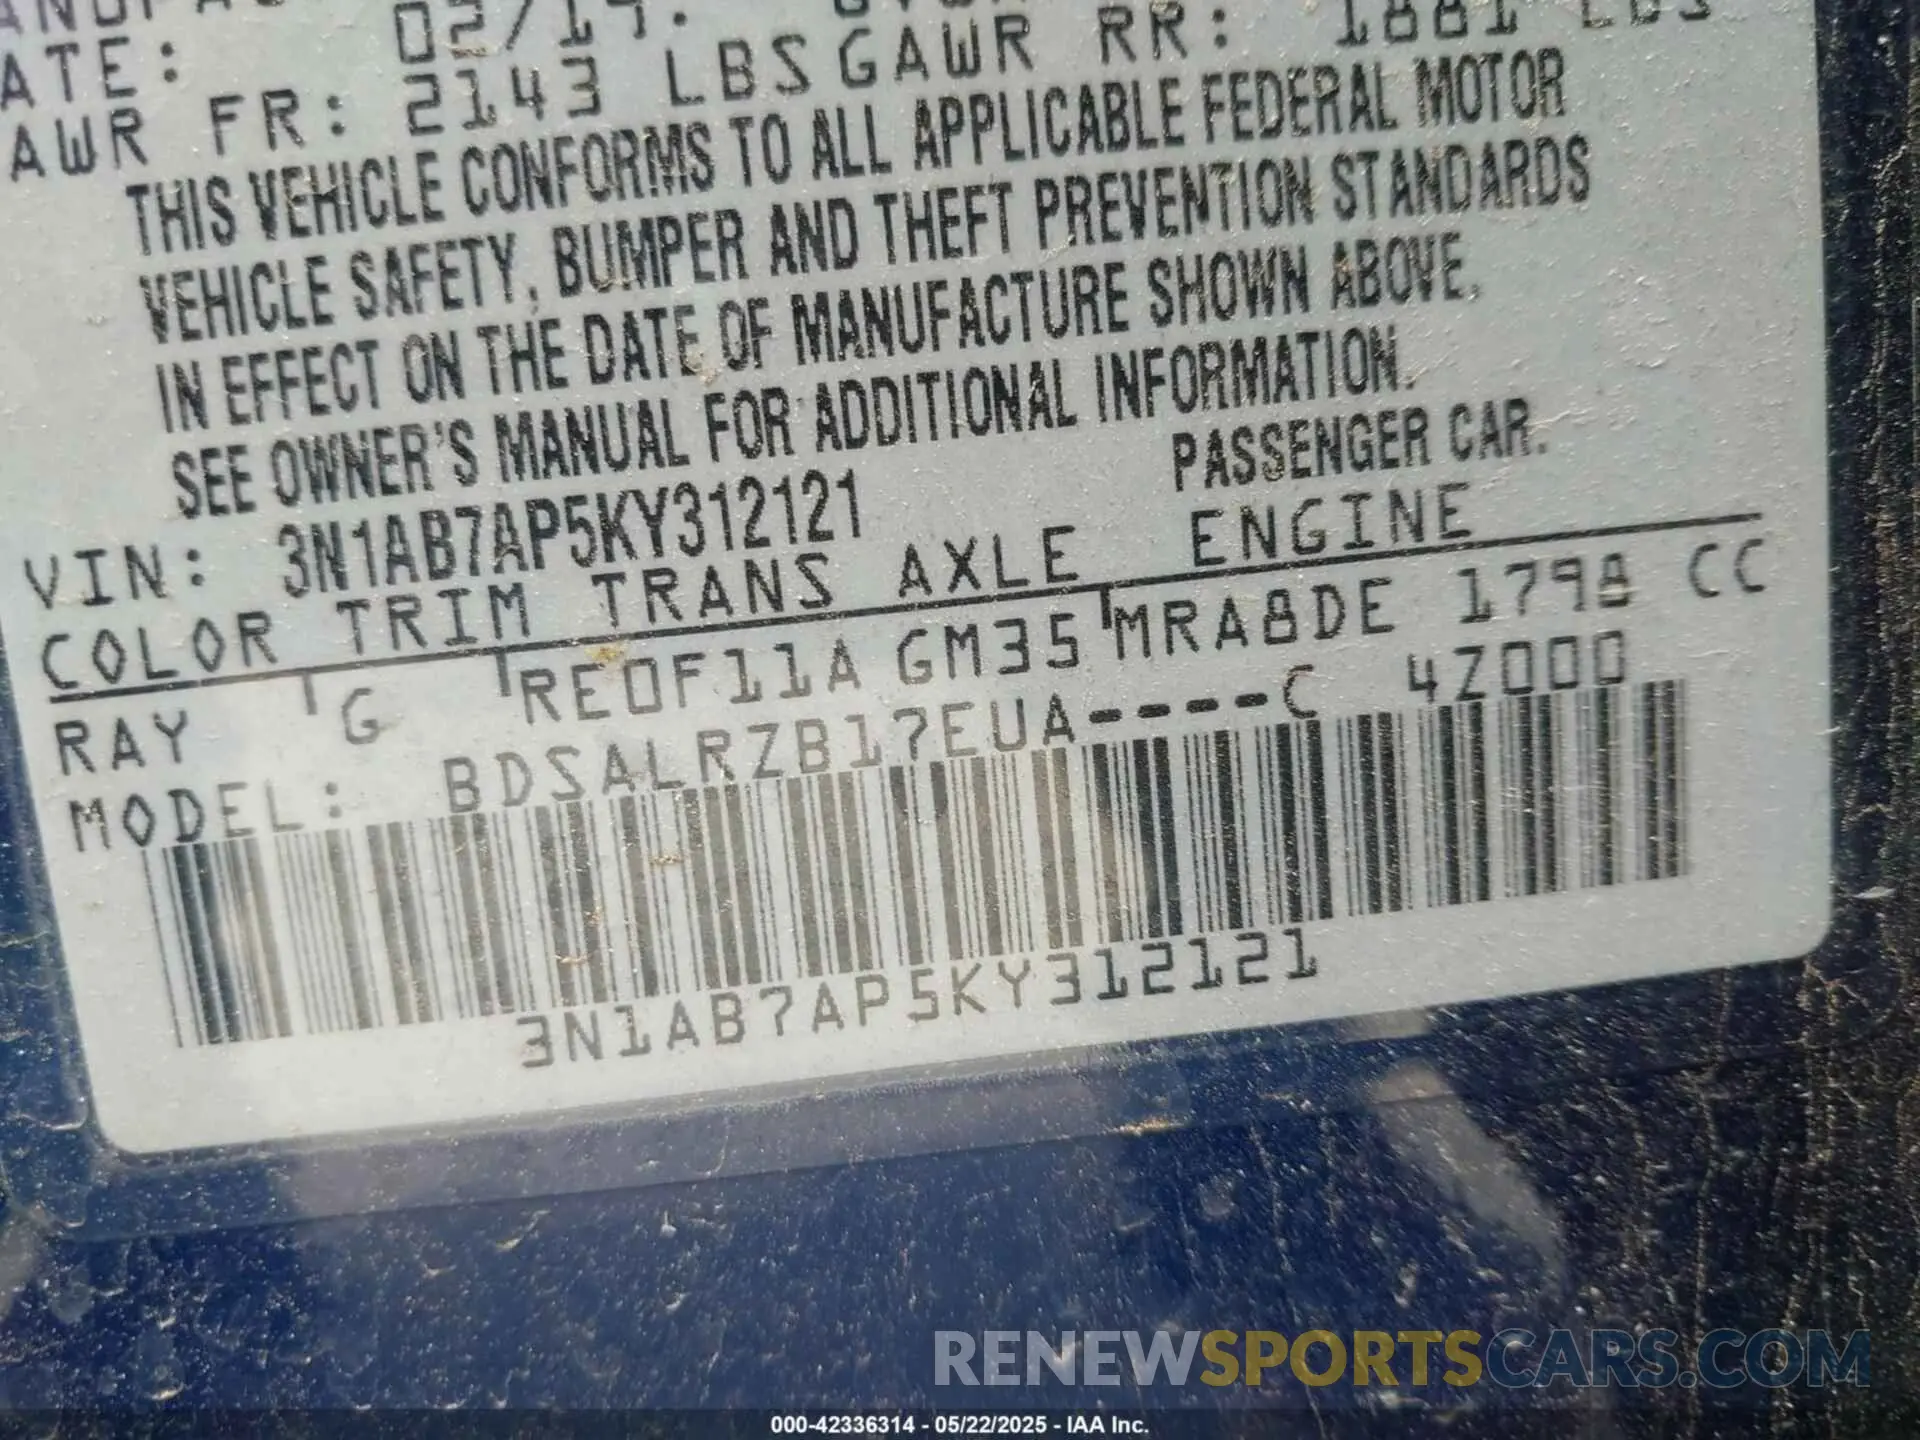 ATE: 02/19.
AWR FR: 2143 LBS GAWR RR: 1881 LBS
THIS VEHICLE CONFORMS TO ALL APPLICABLE FEDERAL MOTOR
VEHICLE SAFETY, BUMPER AND THEFT PREVENTION STANDARDS
IN EFFECT ON THE DATE OF MANUFACTURE SHOWN ABOVE.
SEE OWNER'S MANUAL FOR ADDITIONAL INFORMATION.
VIN: 3N1AB7AP5KY312121 PASSENGER CAR.
COLOR TRIM TRANS AXLE ENGINE
RAY G RE0F11A GM35 MRA8DE 1798 CC
MODEL: BDSALRZB17EUA----C 4Z000
3N1AB7AP5KY312121
RENEWSPORTSCARS.COM
000-42336314 - 05/22/2025 - IAA Inc.